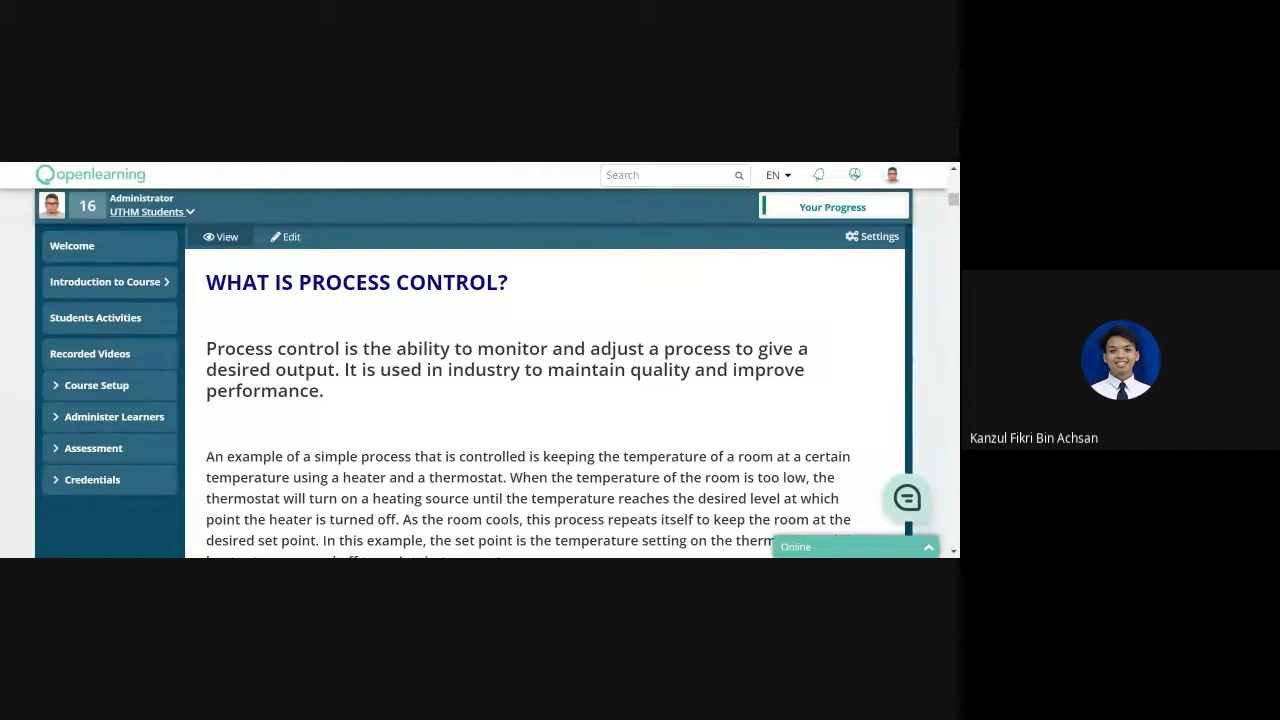 openlearning
Search
EN
16
Administrator
UTHM Students
Your Progress
Welcome
Introduction to Course
Students Activities
Recorded Videos
Course Setup
Administer Learners
Assessment
Credentials
View
Edit
Settings
WHAT IS PROCESS CONTROL?
Process control is the ability to monitor and adjust a process to give a
desired output. It is used in industry to maintain quality and improve
performance.
An example of a simple process that is controlled is keeping the temperature of a room at a certain
temperature using a heater and a thermostat. When the temperature of the room is too low, the
thermostat will turn on a heating source until the temperature reaches the desired level at which
point the heater is turned off. As the room cools, this process repeats itself to keep the room at the
desired set point. In this example, the set point is the temperature setting on the
Online
Kanzul Fikri Bin Achsan